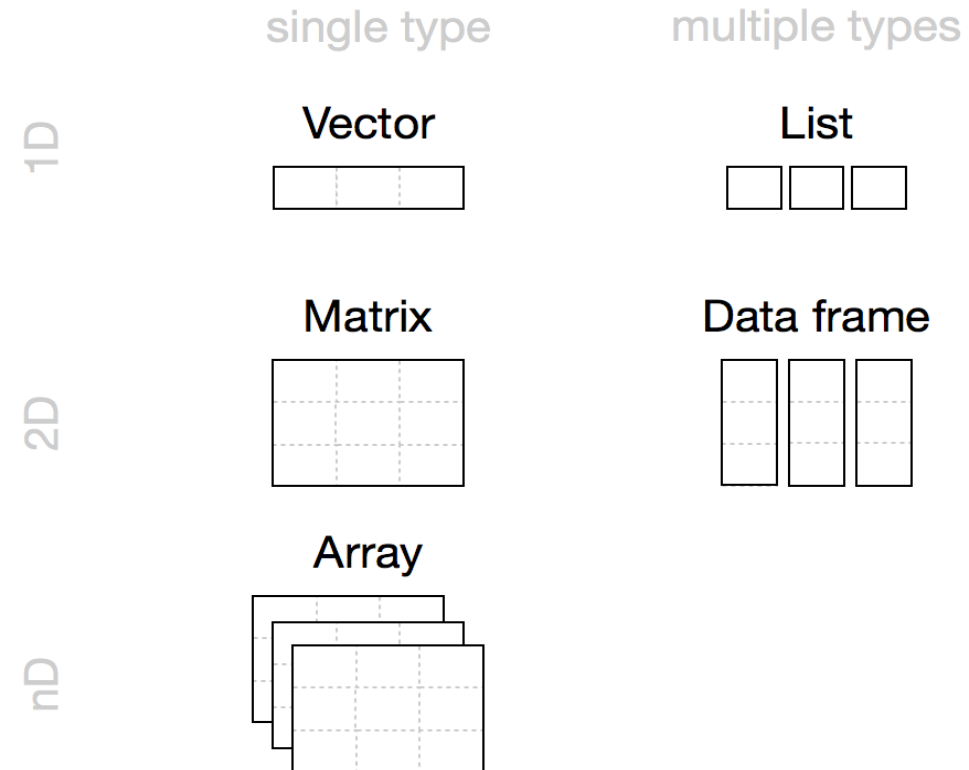 single type
multiple types
1D
Vector
List
2D
Matrix
Data frame
nD
Array